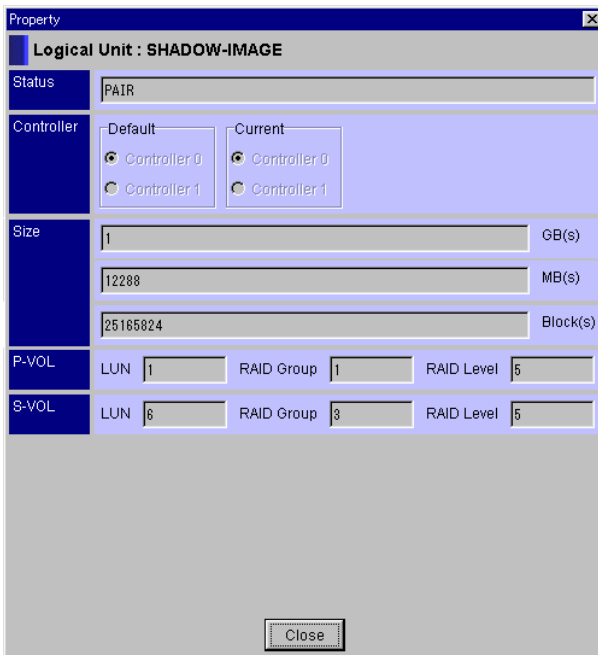 Property
Logical Unit : SHADOW-IMAGE
Status PAIR
Controller Default Current
Controller 0 Controller 0
Controller 1 Controller 1
Size 1 GB(s)
12288 MB(s)
25165824 Block(s)
P-VOL LUN 1 RAID Group 1 RAID Level 5
S-VOL LUN 6 RAID Group 3 RAID Level 5
Close